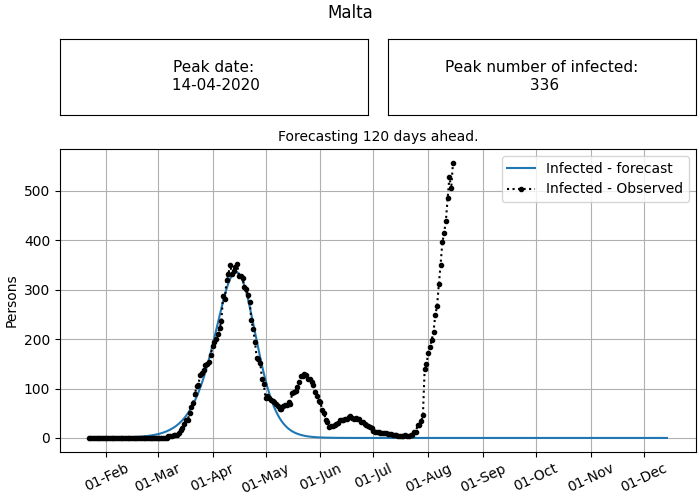 Malta
Peak date:
14-04-2020
Peak number of infected:
336
Forecasting 120 days ahead.
Infected - forecast
Infected - Observed
500
400
300
200
100
0
Persons
01-Feb
01-Mar
01-Apr
01-May
01-Jun
01-Jul
01-Aug
01-Sep
01-Oct
01-Nov
01-Dec